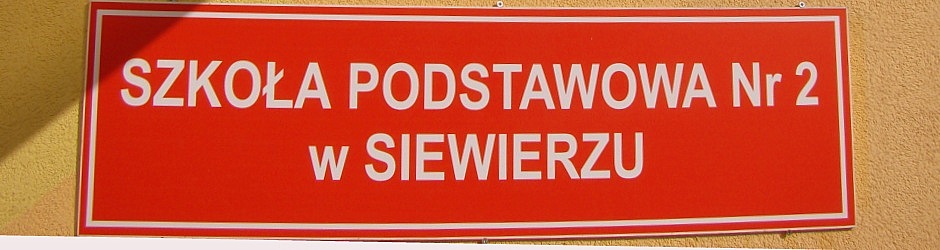 SZKOŁA PODSTAWOWA Nr 2
w SIEWIERZU